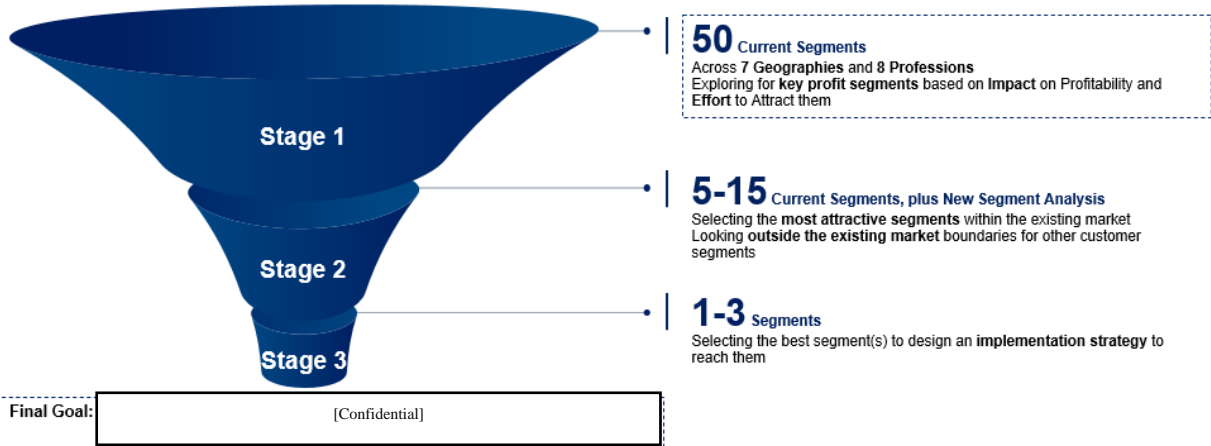 50 Current Segments
Across 7 Geographies and 8 Professions
Exploring for key profit segments based on Impact on Profitability and
Effort to Attract them
Stage 1
5-15 Current Segments, plus New Segment Analysis
Selecting the most attractive segments within the existing market
Looking outside the existing market boundaries for other customer
segments
Stage 2
1-3 Segments
Selecting the best segment(s) to design an implementation strategy to
reach them
Stage 3
Final Goal: [Confidential]